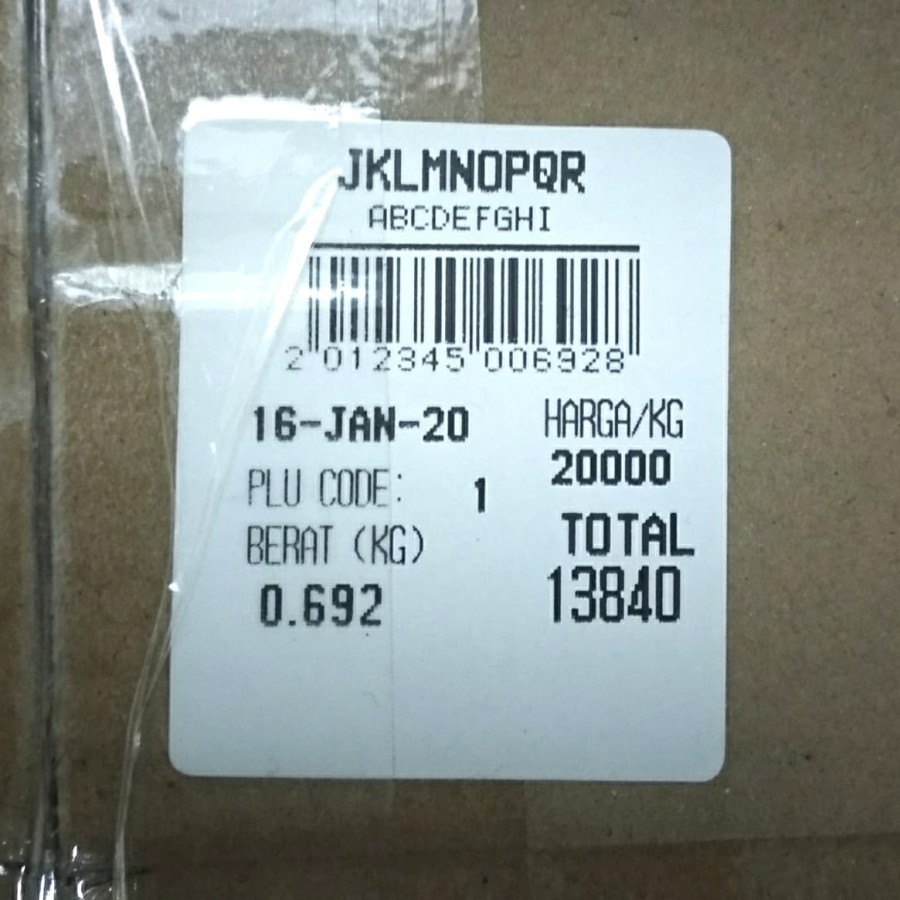 JKLMNOPQR
ABCDEFGHI
2 012345 006928
16-JAN-20
HARGA/KG
20000
PLU CODE: 1
BERAT (KG)
0.692
TOTAL
13840